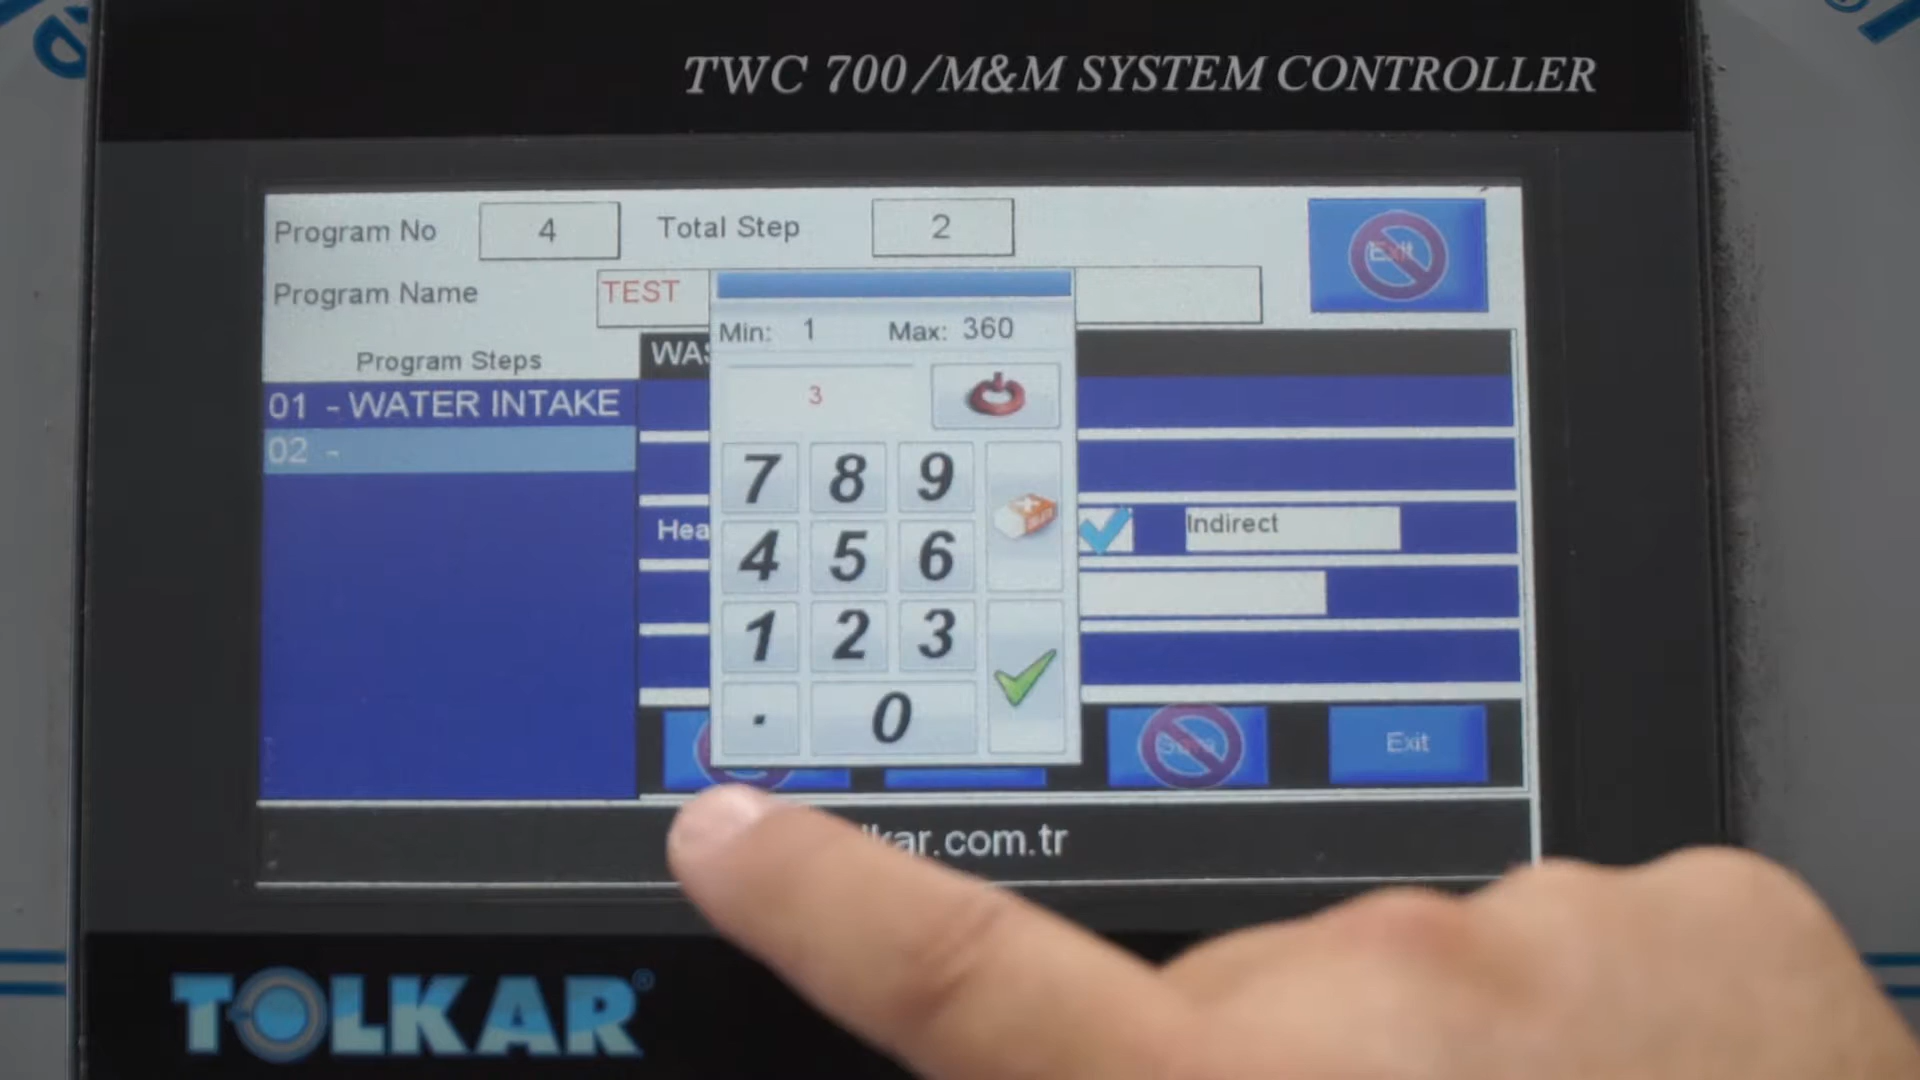 TWC 700/M&M SYSTEM CONTROLLER
Program No 4 Total Step 2
Exit
Program Name TEST
Min: 1 Max: 360
Program Steps
3
01 - WATER INTAKE
02 -
7 8 9
Indirect
4 5 6
1 2 3
. 0
Exit
TOLKAR®